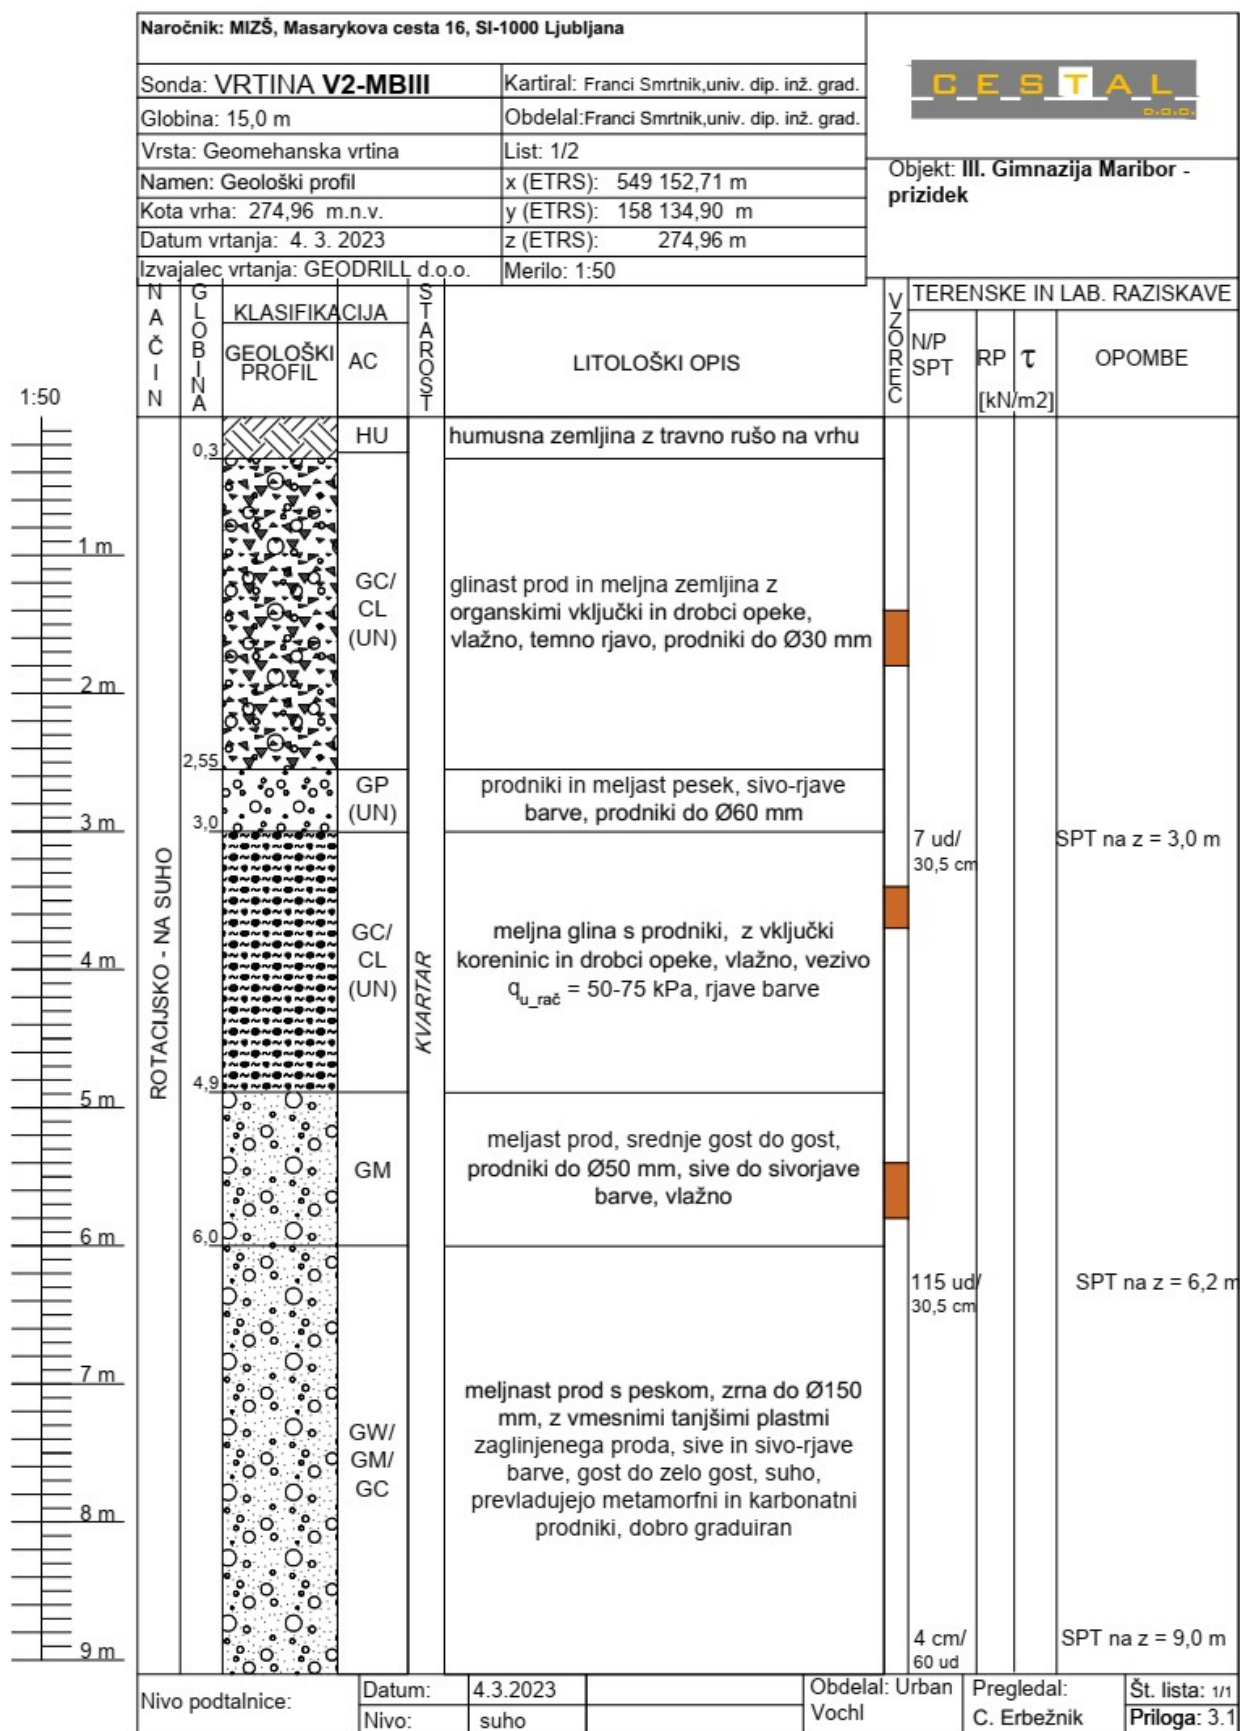 Naročnik: MIZŠ, Masarykova cesta 16, SI-1000 Ljubljana
Sonda: VRTINA V2-MBIII
Kartiral: Franci Smrtnik,univ. dip. inž. grad.
Globina: 15,0 m
Obdelal:Franci Smrtnik,univ. dip. inž. grad.
Vrsta: Geomehanska vrtina
List: 1/2
Namen: Geološki profil
x (ETRS): 549 152,71 m
Kota vrha: 274,96 m.n.v.
y (ETRS): 158 134,90 m
Datum vrtanja: 4. 3. 2023
z (ETRS): 274,96 m
Izvajalec vrtanja: GEODRILL d.o.o.
Merilo: 1:50
CESTAL
d.o.o.
Objekt: III. Gimnazija Maribor -
prizidek
NAČIN
GLOBINA
KLASIFIKACIJA
GEOLOŠKI
PROFIL
AC
STAROST
LITOLOŠKI OPIS
VZOREC
TERENSKE IN LAB. RAZISKAVE
N/P
SPT
RP
τ
[kN/m2]
OPOMBE
1:50
ROTACIJSKO - NA SUHO
KVARTAR
0,3
HU
humusna zemljina z travno rušo na vrhu
1 m
GC/
CL
(UN)
glinast prod in meljna zemljina z
organskimi vključki in drobci opeke,
vlažno, temno rjavo, prodniki do Ø30 mm
2 m
2,55
GP
(UN)
prodniki in meljast pesek, sivo-rjave
barve, prodniki do Ø60 mm
3 m
3,0
7 ud/
30,5 cm
SPT na z = 3,0 m
GC/
CL
(UN)
meljna glina s prodniki, z vključki
koreninic in drobci opeke, vlažno, vezivo
qu_rač = 50-75 kPa, rjave barve
4 m
4,9
5 m
GM
meljast prod, srednje gost do gost,
prodniki do Ø50 mm, sive do sivorjave
barve, vlažno
6,0
6 m
115 ud/
30,5 cm
SPT na z = 6,2 m
7 m
GW/
GM/
GC
meljnast prod s peskom, zrna do Ø150
mm, z vmesnimi tanjšimi plastmi
zaglinjenega proda, sive in sivo-rjave
barve, gost do zelo gost, suho,
prevladujejo metamorfni in karbonatni
prodniki, dobro graduiran
8 m
9 m
4 cm/
60 ud
SPT na z = 9,0 m
Nivo podtalnice:
Datum:
4.3.2023
Nivo:
suho
Obdelal: Urban
Vochl
Pregledal:
C. Erbežnik
Št. lista: 1/1
Priloga: 3.1